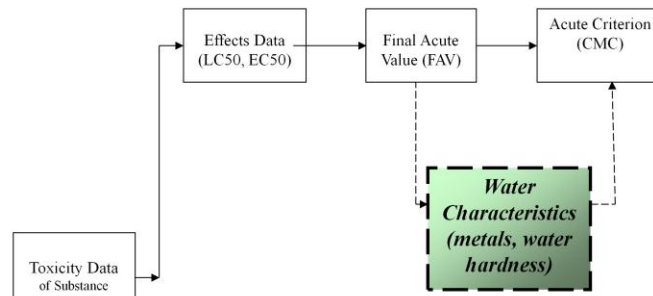 Effects Data
(LC50, EC50)
Final Acute
Value (FAV)
Acute Criterion
(CMC)
Water
Characteristics
(metals, water
hardness)
Toxicity Data
of Substance